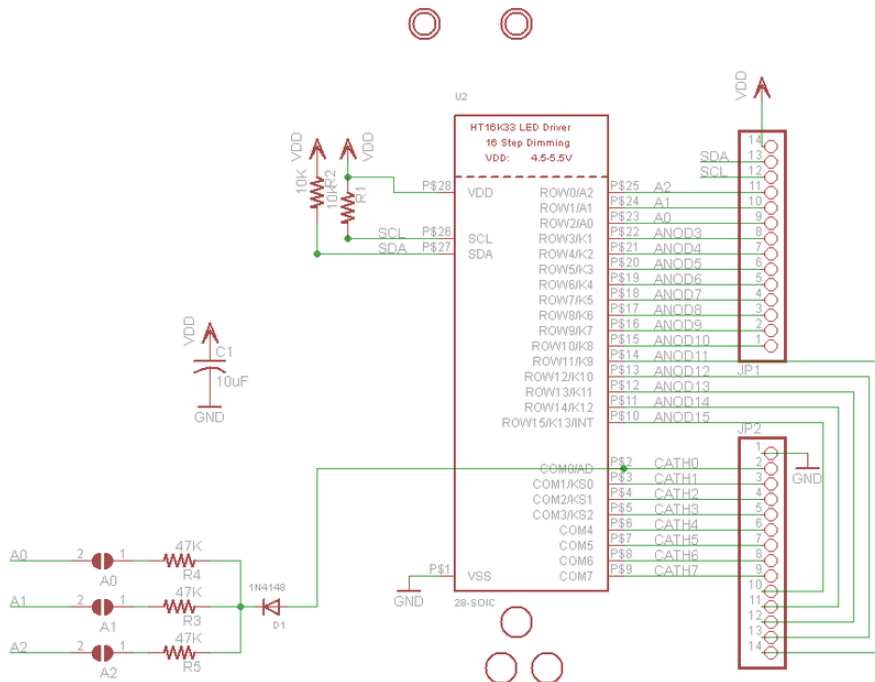 U2
HT16K33 LED Driver
16 Step Dimming
VDD: 4.5-5.5V
VDD
VDD
10K
R2
10K
R1
SCL
SDA
P$28
P$26
P$27
VDD
SCL
SDA
ROW0/A2
ROW1/A1
ROW2/A0
ROW3/K1
ROW4/K2
ROW5/K3
ROW6/K4
ROW7/K5
ROW8/K6
ROW9/K7
ROW10/K8
ROW11/K9
ROW12/K10
ROW13/K11
ROW14/K12
ROW15/K13/INT
COM0/AD
COM1/KS0
COM2/KS1
COM3/KS2
COM4
COM5
COM6
COM7
P$25 A2
P$24 A1
P$23 A0
P$22 ANOD3
P$21 ANOD4
P$20 ANOD5
P$19 ANOD6
P$18 ANOD7
P$17 ANOD8
P$16 ANOD9
P$15 ANOD10
P$14 ANOD11
P$13 ANOD12
P$12 ANOD13
P$11 ANOD14
P$10 ANOD15
P$2 CATH0
P$3 CATH1
P$4 CATH2
P$5 CATH3
P$6 CATH4
P$7 CATH5
P$8 CATH6
P$9 CATH7
VDD
SDA
SCL
14
13
12
11
10
9
8
7
6
5
4
3
2
1
JP1
JP2
1
2
3
4
5
6
7
8
9
10
11
12
13
14
GND
VDD
C1
10uF
GND
P$1
VSS
GND
28-SOIC
A0
2
1
A0
47K
R4
A1
2
1
A1
47K
R3
1N4148
D1
A2
2
1
A2
47K
R5